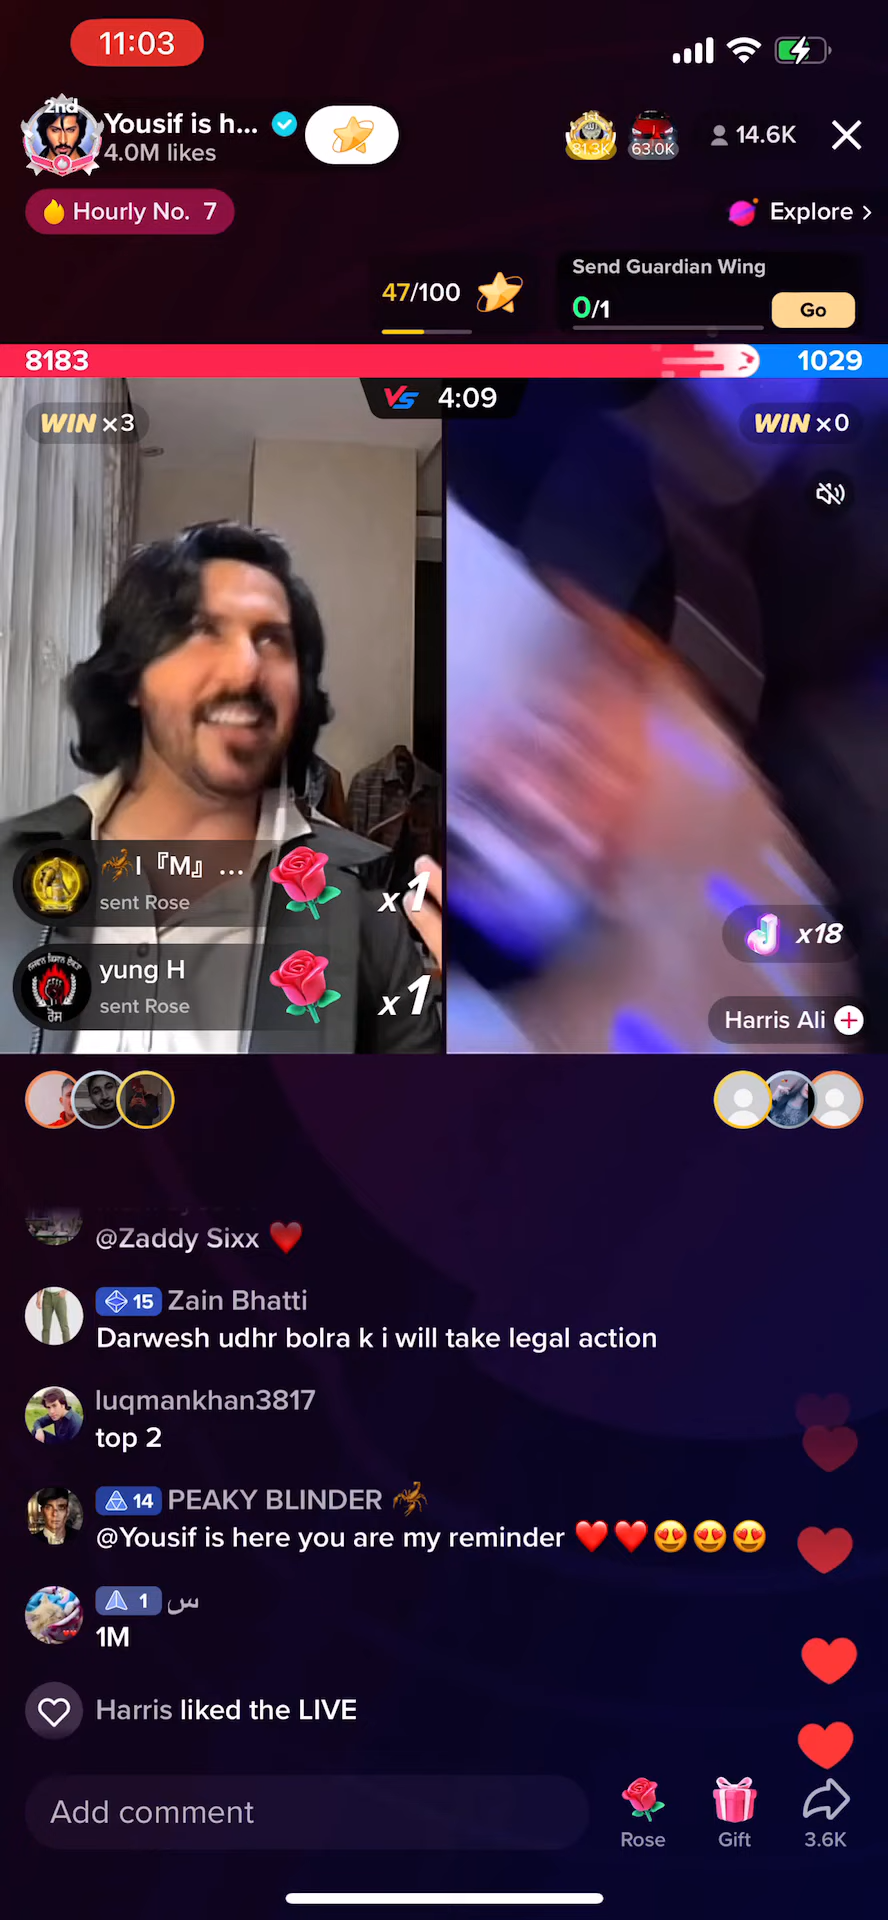 11:03
2nd
Yousif is h...
4.0M likes
1st
81.3K
63.0K
14.6K
Hourly No. 7
Explore >
47/100
Send Guardian Wing
0/1
Go
8183
1029
VS 4:09
WIN x3
WIN x0
I『M』 ...
sent Rose
x1
yung H
sent Rose
x1
x18
Harris Ali
@Zaddy Sixx ❤️
15 Zain Bhatti
Darwesh udhr bolra k i will take legal action
luqmankhan3817
top 2
14 PEAKY BLINDER 🦂
@Yousif is here you are my reminder ❤️❤️😍😍😍
1 س
1M
Harris liked the LIVE
Add comment
Rose
Gift
3.6K